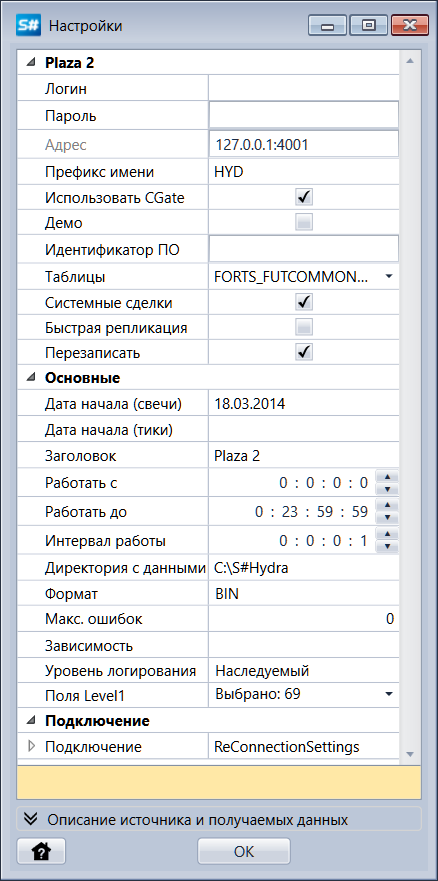 S# Настройки
Plaza 2
Логин
Пароль
Адрес 127.0.0.1:4001
Префикс имени HYD
Использовать CGate
Демо
Идентификатор ПО
Таблицы FORTS_FUTCOMMON...
Системные сделки
Быстрая репликация
Перезаписать
Основные
Дата начала (свечи) 18.03.2014
Дата начала (тики)
Заголовок Plaza 2
Работать с 0 : 0 : 0 : 0
Работать до 0 : 23 : 59 : 59
Интервал работы 0 : 0 : 0 : 1
Директория с данными C:\S#Hydra
Формат BIN
Макс. ошибок 0
Зависимость
Уровень логирования Наследуемый
Поля Level1 Выбрано: 69
Подключение
Подключение ReConnectionSettings
Описание источника и получаемых данных
? OK